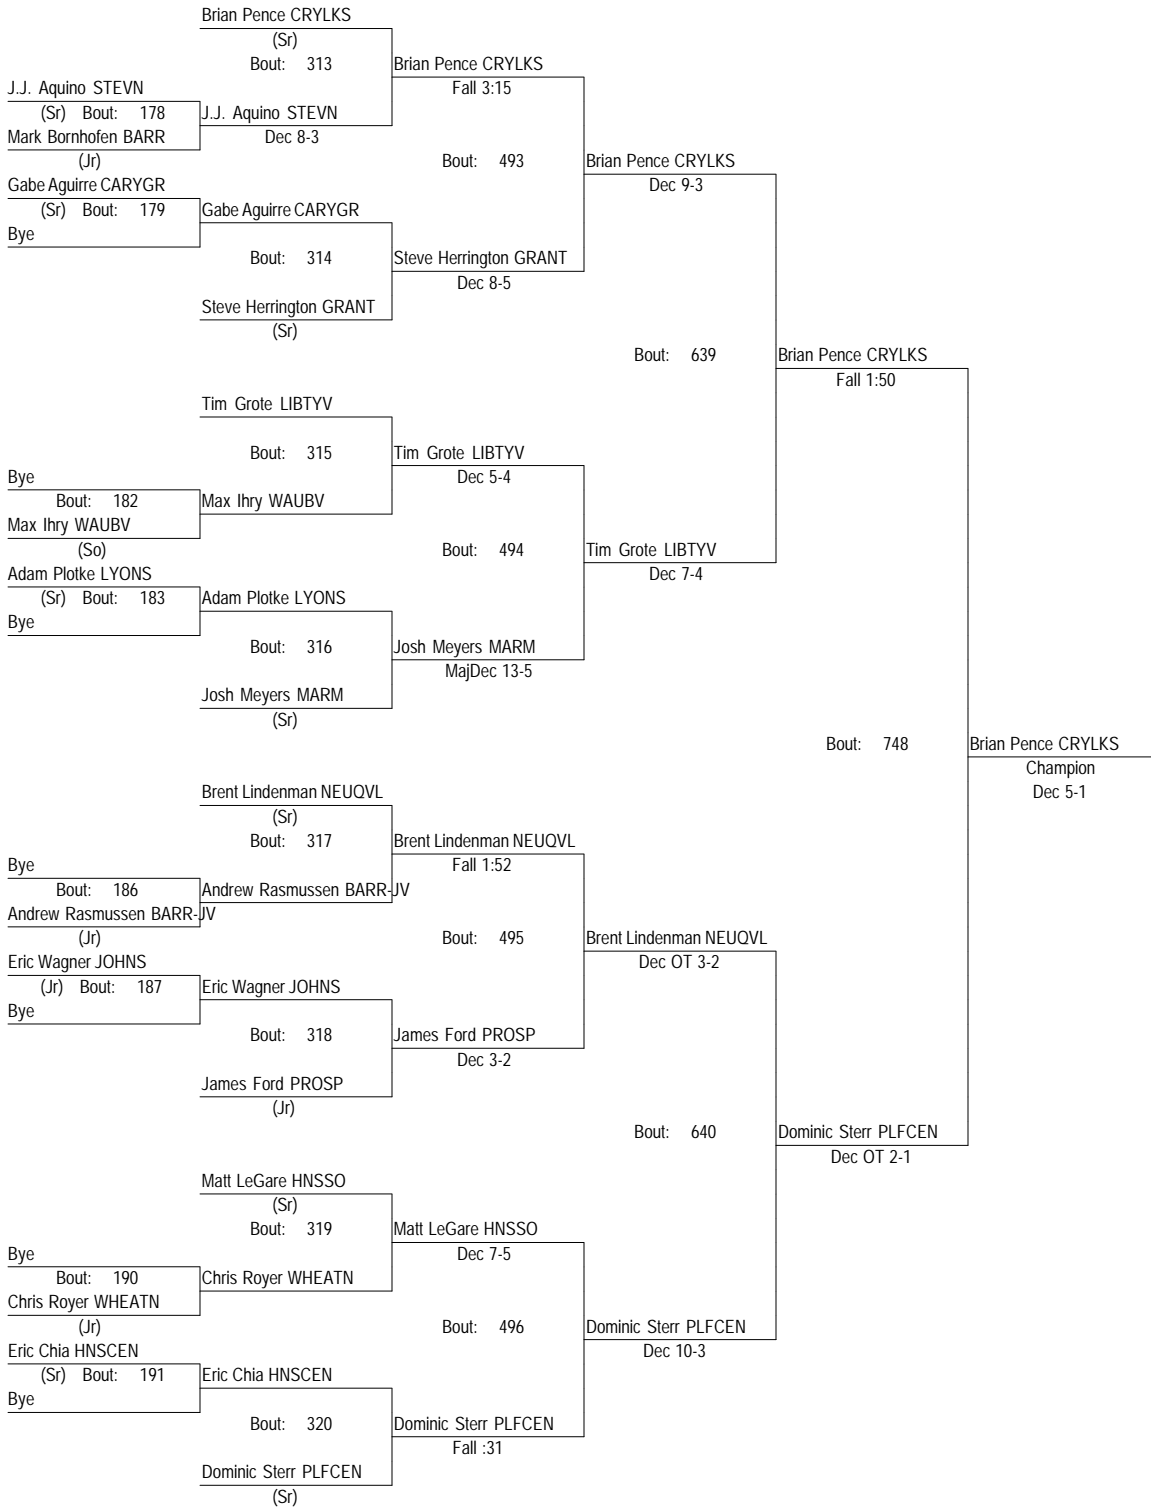 Brian Pence CRYLKS
(Sr)
Bout: 313
Brian Pence CRYLKS
Fall 3:15
J.J. Aquino STEVN
(Sr) Bout: 178
J.J. Aquino STEVN
Mark Bornhofen BARR
Dec 8-3
(Jr)
Bout: 493
Brian Pence CRYLKS
Dec 9-3
Gabe Aguirre CARYGR
(Sr) Bout: 179
Gabe Aguirre CARYGR
Bye
Bout: 314
Steve Herrington GRANT
Dec 8-5
Steve Herrington GRANT
(Sr)
Bout: 639
Brian Pence CRYLKS
Fall 1:50
Tim Grote LIBTYV
Bout: 315
Tim Grote LIBTYV
Dec 5-4
Bye
Bout: 182
Max Ihry WAUBV
Max Ihry WAUBV
(So)
Bout: 494
Tim Grote LIBTYV
Dec 7-4
Adam Plotke LYONS
(Sr) Bout: 183
Adam Plotke LYONS
Bye
Bout: 316
Josh Meyers MARM
MajDec 13-5
Josh Meyers MARM
(Sr)
Bout: 748
Brian Pence CRYLKS
Champion
Dec 5-1
Brent Lindenman NEUQVL
(Sr)
Bout: 317
Brent Lindenman NEUQVL
Fall 1:52
Bye
Bout: 186
Andrew Rasmussen BARR-JV
Andrew Rasmussen BARR-JV
(Jr)
Bout: 495
Brent Lindenman NEUQVL
Dec OT 3-2
Eric Wagner JOHNS
(Jr) Bout: 187
Eric Wagner JOHNS
Bye
Bout: 318
James Ford PROSP
Dec 3-2
James Ford PROSP
(Jr)
Bout: 640
Dominic Sterr PLFCEN
Dec OT 2-1
Matt LeGare HNSSO
(Sr)
Bout: 319
Matt LeGare HNSSO
Dec 7-5
Bye
Bout: 190
Chris Royer WHEATN
Chris Royer WHEATN
(Jr)
Bout: 496
Dominic Sterr PLFCEN
Dec 10-3
Eric Chia HNSCEN
(Sr) Bout: 191
Eric Chia HNSCEN
Bye
Bout: 320
Dominic Sterr PLFCEN
Fall :31
Dominic Sterr PLFCEN
(Sr)